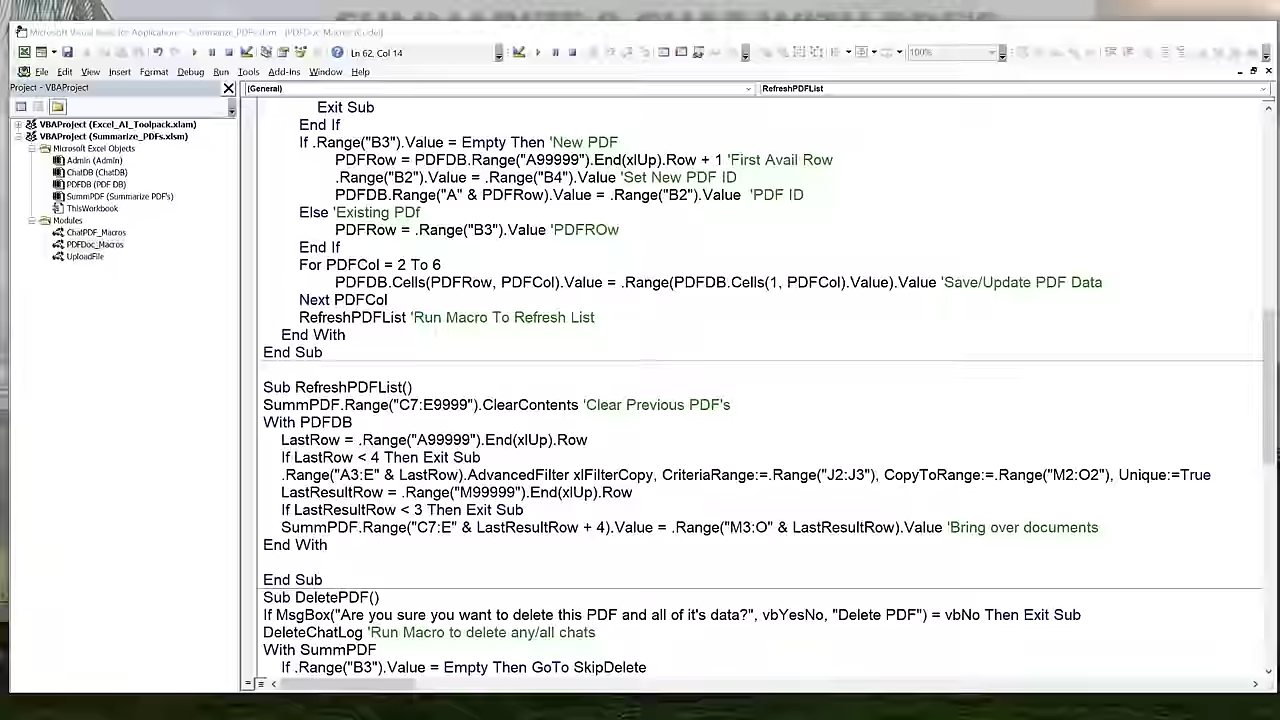 Microsoft Visual Basic for Applications - Summarize_PDFs.xlsm - [PDFDoc_Macros (Code)]
Ln 62, Col 14
100%
File Edit View Insert Format Debug Run Tools Add-Ins Window Help
Project - VBAProject
(General)
RefreshPDFList
VBAProject (Excel_AI_Toolpack.xlam)
VBAProject (Summarize_PDFs.xlsm)
Microsoft Excel Objects
Admin (Admin)
ChatDB (ChatDB)
PDFDB (PDF DB)
SummPDF (Summarize PDF's)
ThisWorkbook
Modules
ChatPDF_Macros
PDFDoc_Macros
UploadFile
Exit Sub
End If
If .Range("B3").Value = Empty Then 'New PDF
PDFRow = PDFDB.Range("A99999").End(xlUp).Row + 1 'First Avail Row
.Range("B2").Value = .Range("B4").Value 'Set New PDF ID
PDFDB.Range("A" & PDFRow).Value = .Range("B2").Value 'PDF ID
Else 'Existing PDf
PDFRow = .Range("B3").Value 'PDFROw
End If
For PDFCol = 2 To 6
PDFDB.Cells(PDFRow, PDFCol).Value = .Range(PDFDB.Cells(1, PDFCol).Value).Value 'Save/Update PDF Data
Next PDFCol
RefreshPDFList 'Run Macro To Refresh List
End With
End Sub
Sub RefreshPDFList()
SummPDF.Range("C7:E9999").ClearContents 'Clear Previous PDF's
With PDFDB
LastRow = .Range("A99999").End(xlUp).Row
If LastRow < 4 Then Exit Sub
.Range("A3:E" & LastRow).AdvancedFilter xlFilterCopy, CriteriaRange:=.Range("J2:J3"), CopyToRange:=.Range("M2:O2"), Unique:=True
LastResultRow = .Range("M99999").End(xlUp).Row
If LastResultRow < 3 Then Exit Sub
SummPDF.Range("C7:E" & LastResultRow + 4).Value = .Range("M3:O" & LastResultRow).Value 'Bring over documents
End With
End Sub
Sub DeletePDF()
If MsgBox("Are you sure you want to delete this PDF and all of it's data?", vbYesNo, "Delete PDF") = vbNo Then Exit Sub
DeleteChatLog 'Run Macro to delete any/all chats
With SummPDF
If .Range("B3").Value = Empty Then GoTo SkipDelete